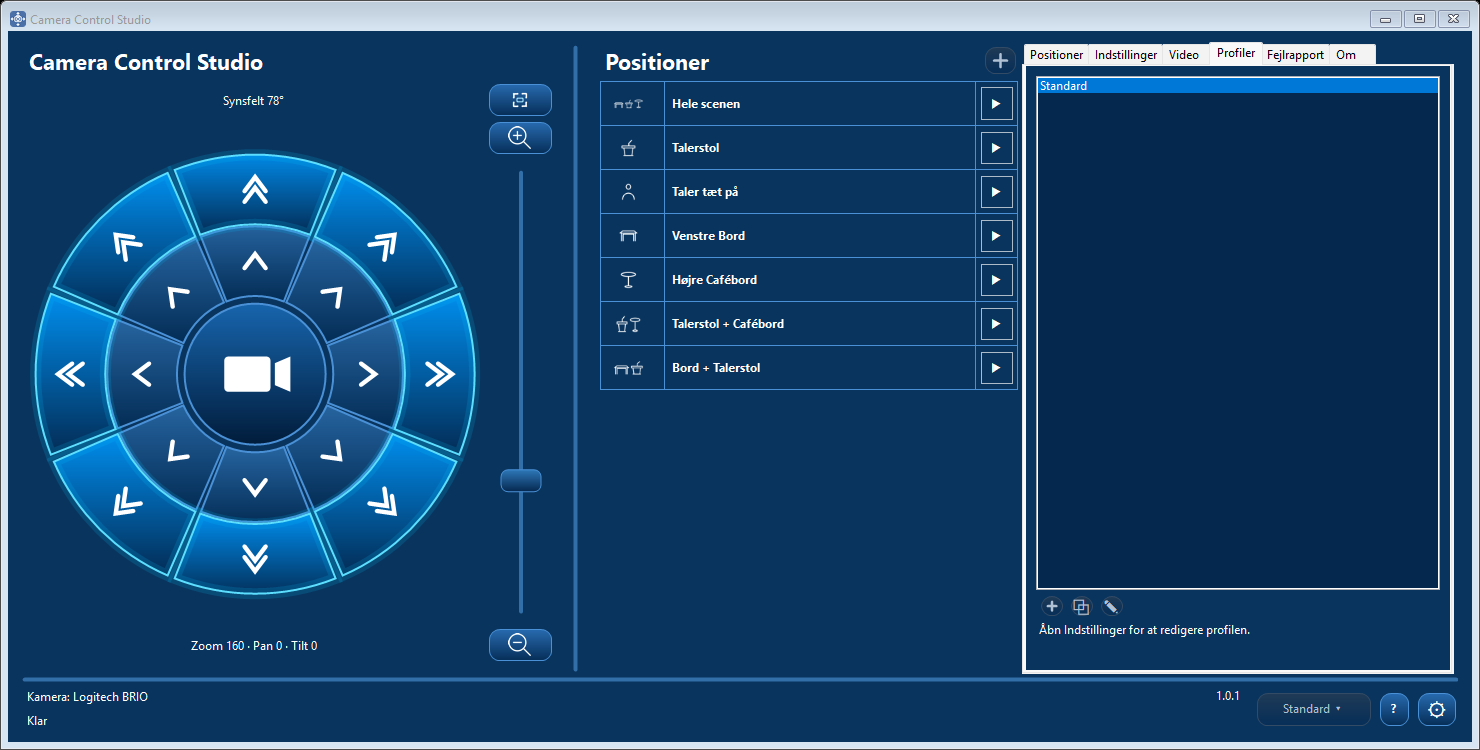 Camera Control Studio
Camera Control Studio
Synsfelt 78°
Zoom 160 · Pan 0 · Tilt 0
Positioner
Hele scenen
Talerstol
Taler tæt på
Venstre Bord
Højre Cafébord
Talerstol + Cafébord
Bord + Talerstol
Positioner Indstillinger Video Profiler Fejlrapport Om
Standard
Åbn Indstillinger for at redigere profilen.
Kamera: Logitech BRIO
Klar
1.0.1
Standard
?